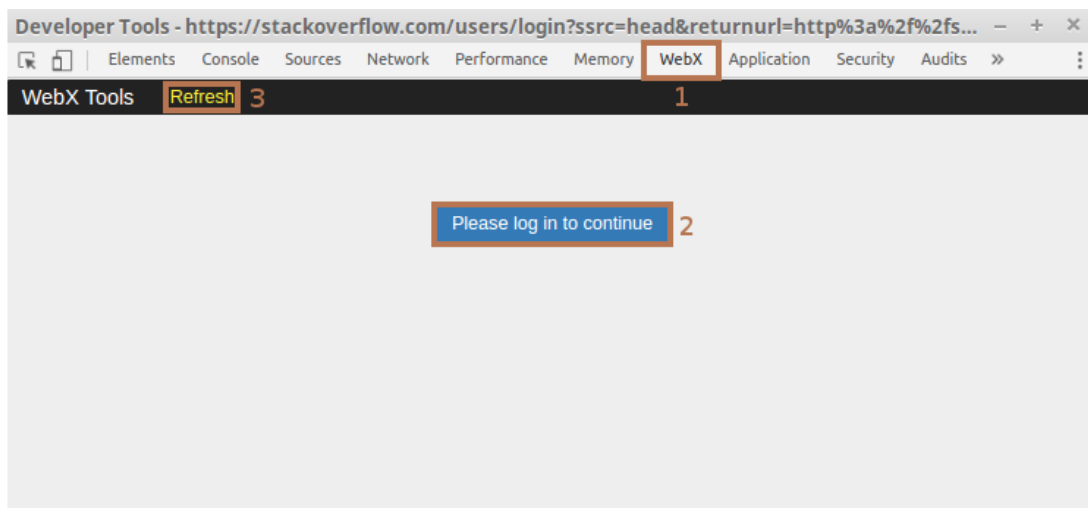 Developer Tools - https://stackoverflow.com/users/login?ssrc=head&returnurl=http%3a%2f%2fs...
Elements Console Sources Network Performance Memory WebX Application Security Audits »
WebX Tools Refresh 3 1
Please log in to continue 2